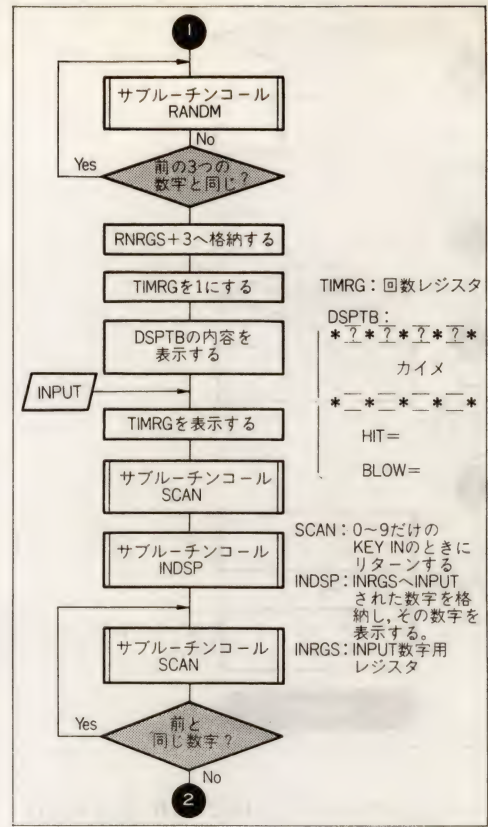 1
サブルーチンコール
RANDM
No
Yes
前の3つの
数字と同じ?
RNRGS+3へ格納する
TIMRGを1にする
TIMRG:回数レジスタ
DSPTBの内容を
表示する
DSPTB:
*?*?*?*?*
カイメ
*_*_*_*_*
HIT=
BLOW=
INPUT
TIMRGを表示する
サブルーチンコール
SCAN
サブルーチンコール
INDSP
SCAN:0~9だけの
KEY INのときに
リターンする
INDSP:INRGSへINPUT
された数字を格
納し,その数字を
表示する。
INRGS:INPUT数字用
レジスタ
サブルーチンコール
SCAN
Yes
前と
同じ数字?
No
2